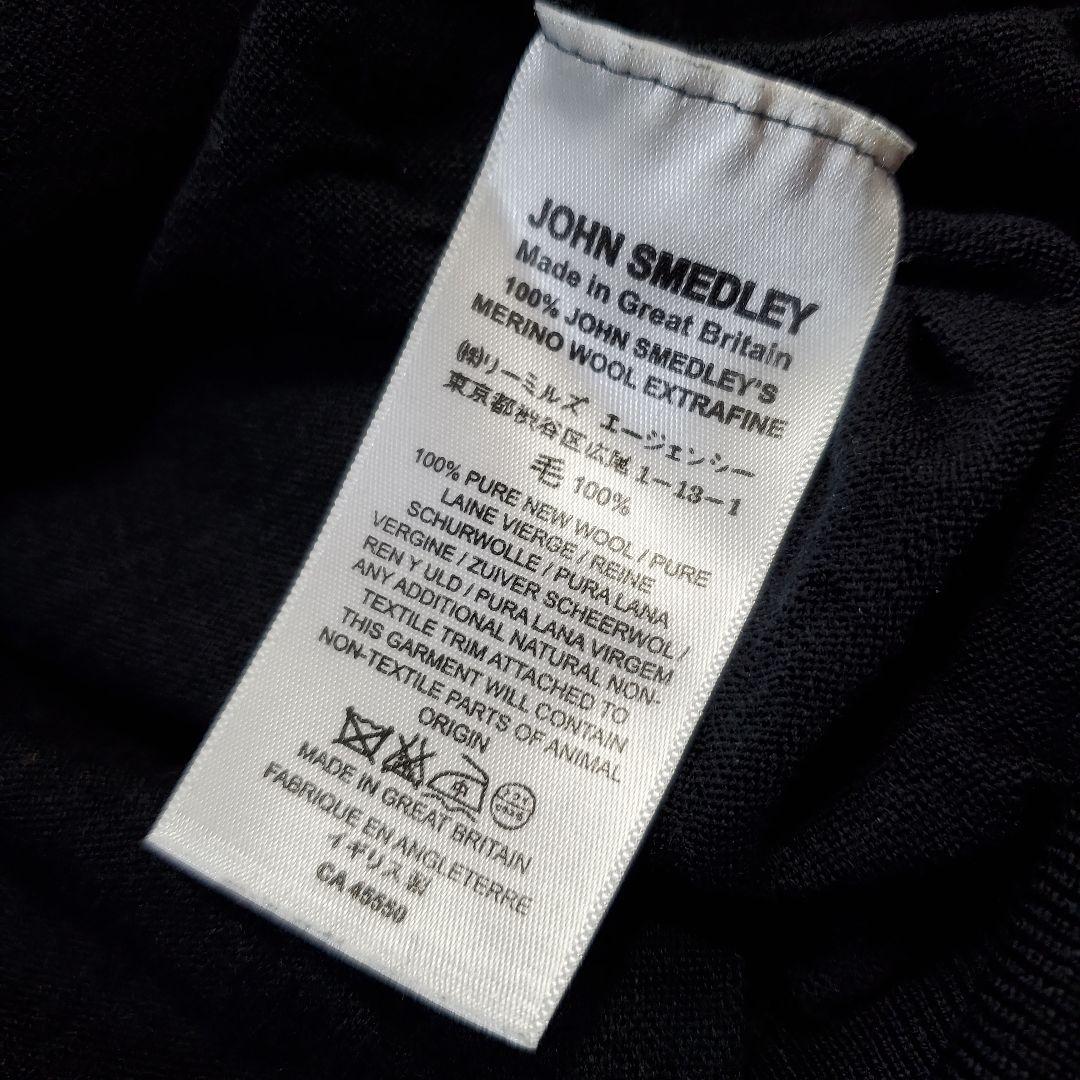 JOHN SMEDLEY
Made in Great Britain
100% JOHN SMEDLEY'S
MERINO WOOL EXTRAFINE
㈱リーミルズ エージェンシー
東京都渋谷区広尾1-13-1
毛 100%
100% PURE NEW WOOL / PURE
LAINE VIERGE / REINE
SCHURWOLLE / PURA LANA
VERGINE / ZUIVER SCHEERWOL /
REN Y ULD / PURA LANA VIRGEM
ANY ADDITIONAL NATURAL NON-
TEXTILE TRIM ATTACHED TO
THIS GARMENT WILL CONTAIN
NON-TEXTILE PARTS OF ANIMAL
ORIGIN
中
MADE IN GREAT BRITAIN
FABRIQUE EN ANGLETERRE
イギリス製
CA 45550